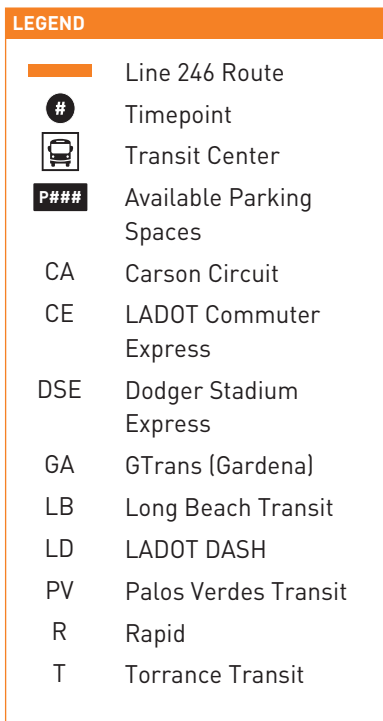 LEGEND
Line 246 Route
# Timepoint
Transit Center
P### Available Parking
Spaces
CA Carson Circuit
CE LADOT Commuter
Express
DSE Dodger Stadium
Express
GA GTrans (Gardena)
LB Long Beach Transit
LD LADOT DASH
PV Palos Verdes Transit
R Rapid
T Torrance Transit